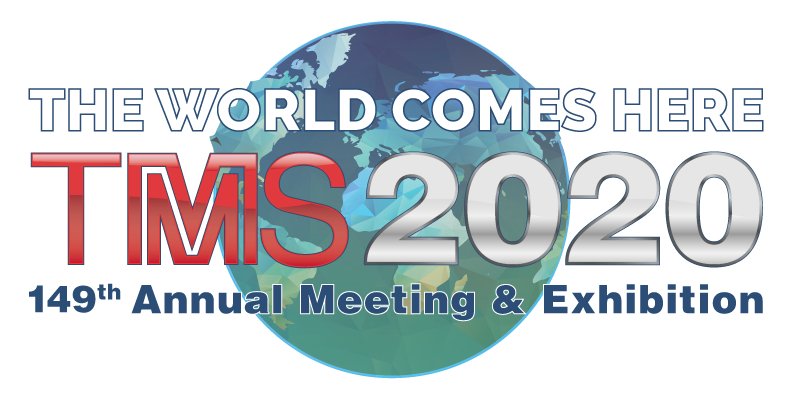 THE WORLD COMES HERE
TMS2020
149th Annual Meeting & Exhibition